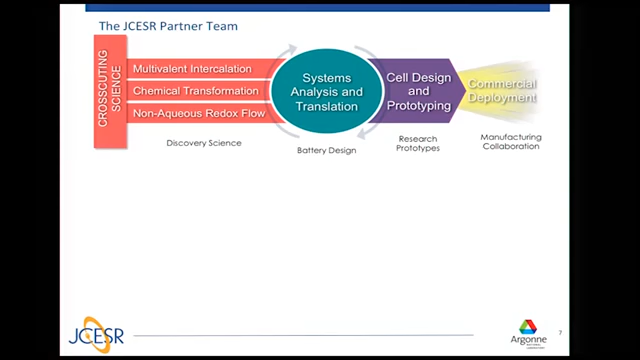 The JCESR Partner Team
CROSSCUTING
SCIENCE
Multivalent Intercalation
Chemical Transformation
Non-Aqueous Redox Flow
Systems
Analysis and
Translation
Cell Design
and
Prototyping
Commercial
Deployment
Discovery Science
Battery Design
Research
Prototypes
Manufacturing
Collaboration
JCESR
Argonne
7